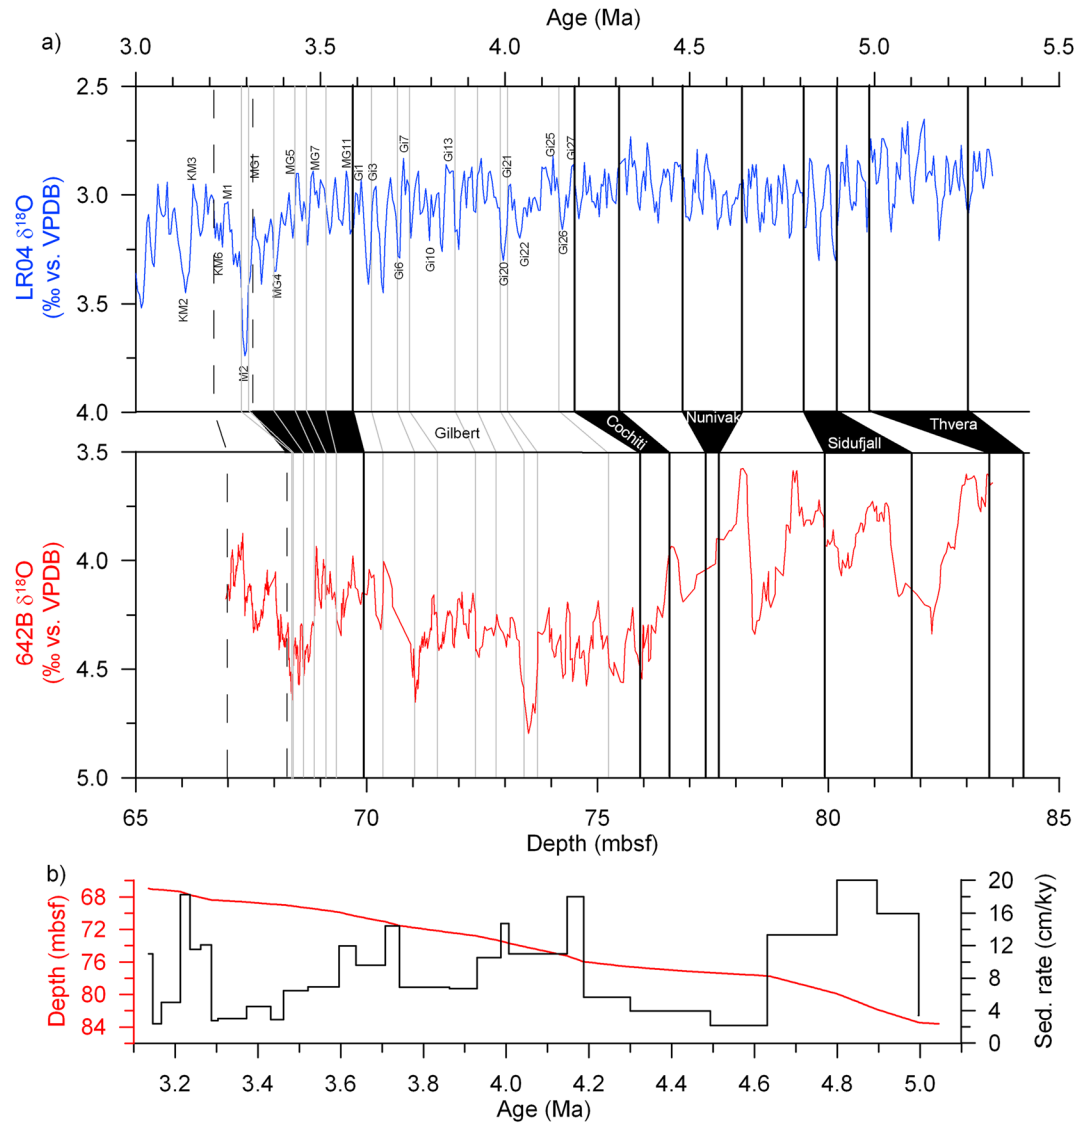 a)
Age (Ma)
3.0 3.5 4.0 4.5 5.0 5.5
2.5
3.0
3.5
4.0
LR04 δ18O
(‰ vs. VPDB)
KM2
KM3
KM6
M1
M2
MG1
MG4
MG5
MG7
MG11
Gi1
Gi3
Gi6
Gi7
Gi10
Gi13
Gi20
Gi21
Gi22
Gi25
Gi26
Gi27
Gilbert
Cochiti
Nunivak
Sidufjall
Thvera
3.5
4.0
4.5
5.0
642B δ18O
(‰ vs. VPDB)
65 70 75 80 85
Depth (mbsf)
b)
68
72
76
80
84
Depth (mbsf)
20
16
12
8
4
0
Sed. rate (cm/ky)
3.2 3.4 3.6 3.8 4.0 4.2 4.4 4.6 4.8 5.0
Age (Ma)